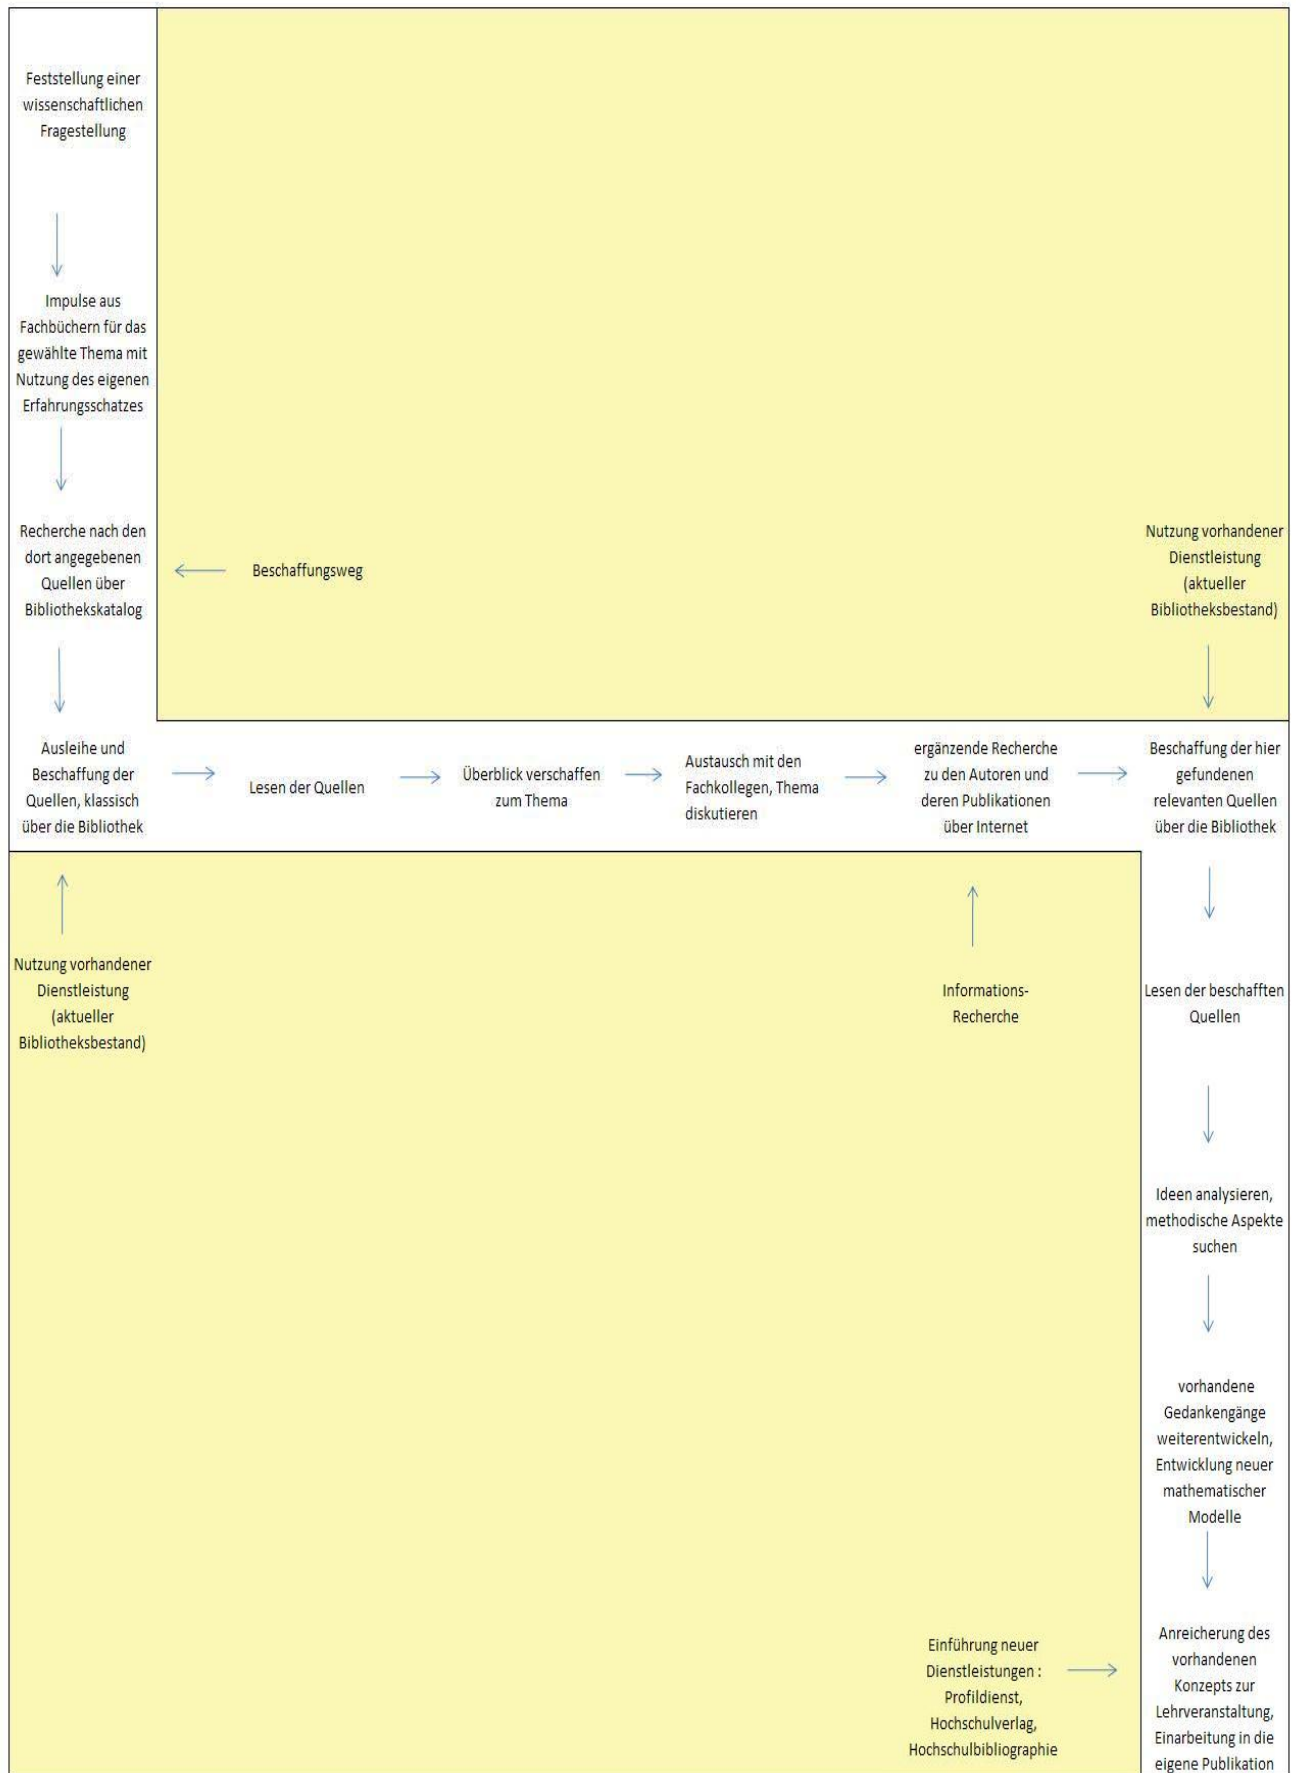 Feststellung einer
wissenschaftlichen
Fragestellung
Impulse aus
Fachbüchern für das
gewählte Thema mit
Nutzung des eigenen
Erfahrungsschatzes
Recherche nach den
dort angegebenen
Quellen über
Bibliothekskatalog
Beschaffungsweg
Nutzung vorhandener
Dienstleistung
(aktueller
Bibliotheksbestand)
Ausleihe und
Beschaffung der
Quellen, klassisch
über die Bibliothek
Lesen der Quellen
Überblick verschaffen
zum Thema
Austausch mit den
Fachkollegen, Thema
diskutieren
ergänzende Recherche
zu den Autoren und
deren Publikationen
über Internet
Beschaffung der hier
gefundenen
relevanten Quellen
über die Bibliothek
Nutzung vorhandener
Dienstleistung
(aktueller
Bibliotheksbestand)
Informations-
Recherche
Lesen der beschafften
Quellen
Ideen analysieren,
methodische Aspekte
suchen
vorhandene
Gedankengänge
weiterentwickeln,
Entwicklung neuer
mathematischer
Modelle
Einführung neuer
Dienstleistungen :
Profildienst,
Hochschulverlag,
Hochschulbibliographie
Anreicherung des
vorhandenen
Konzepts zur
Lehrveranstaltung,
Einarbeitung in die
eigene Publikation